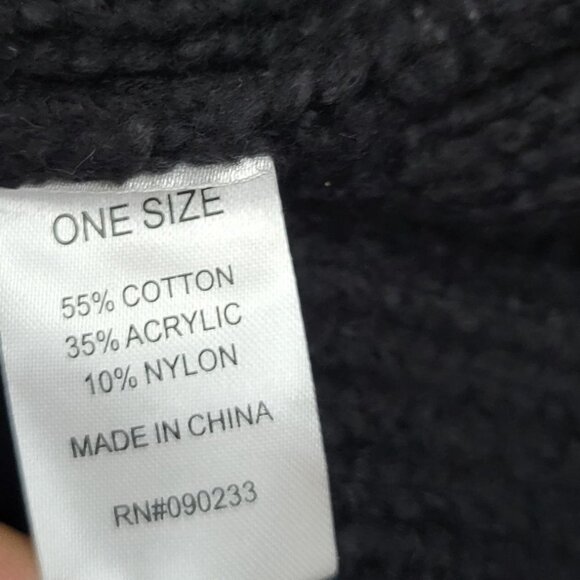 ONE SIZE
55% COTTON
35% ACRYLIC
10% NYLON
MADE IN CHINA
RN#090233